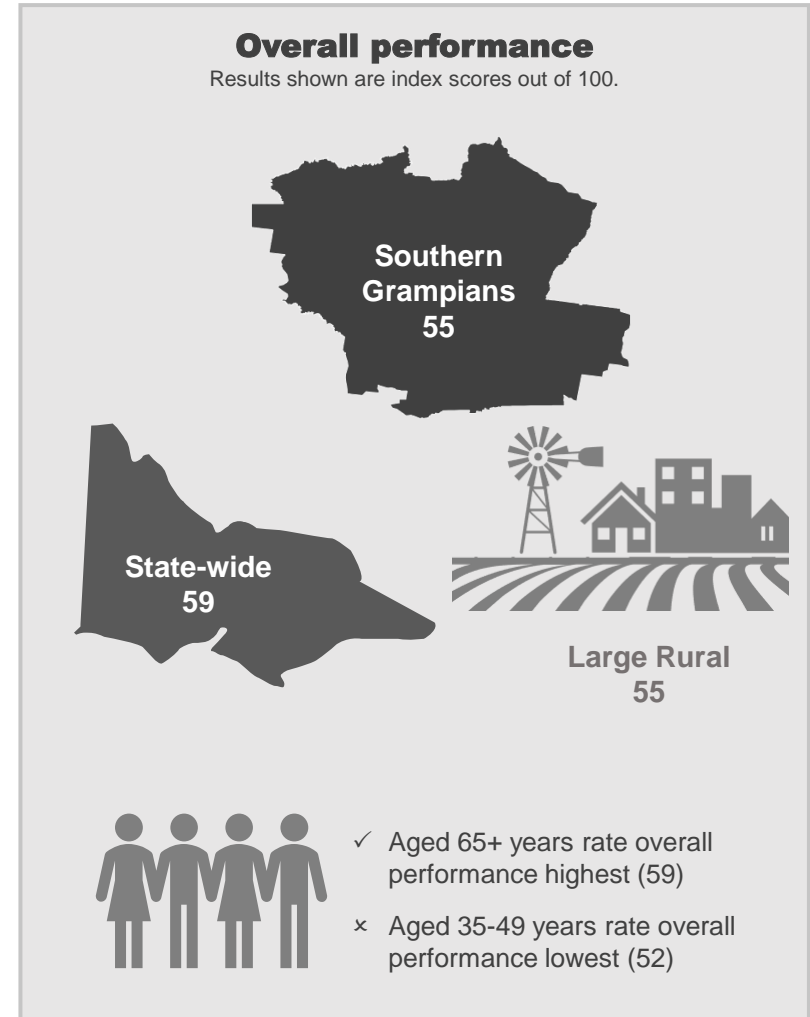 Overall performance
Results shown are index scores out of 100.
Southern
Grampians
55
State-wide
59
Large Rural
55
✓ Aged 65+ years rate overall
performance highest (59)
× Aged 35-49 years rate overall
performance lowest (52)